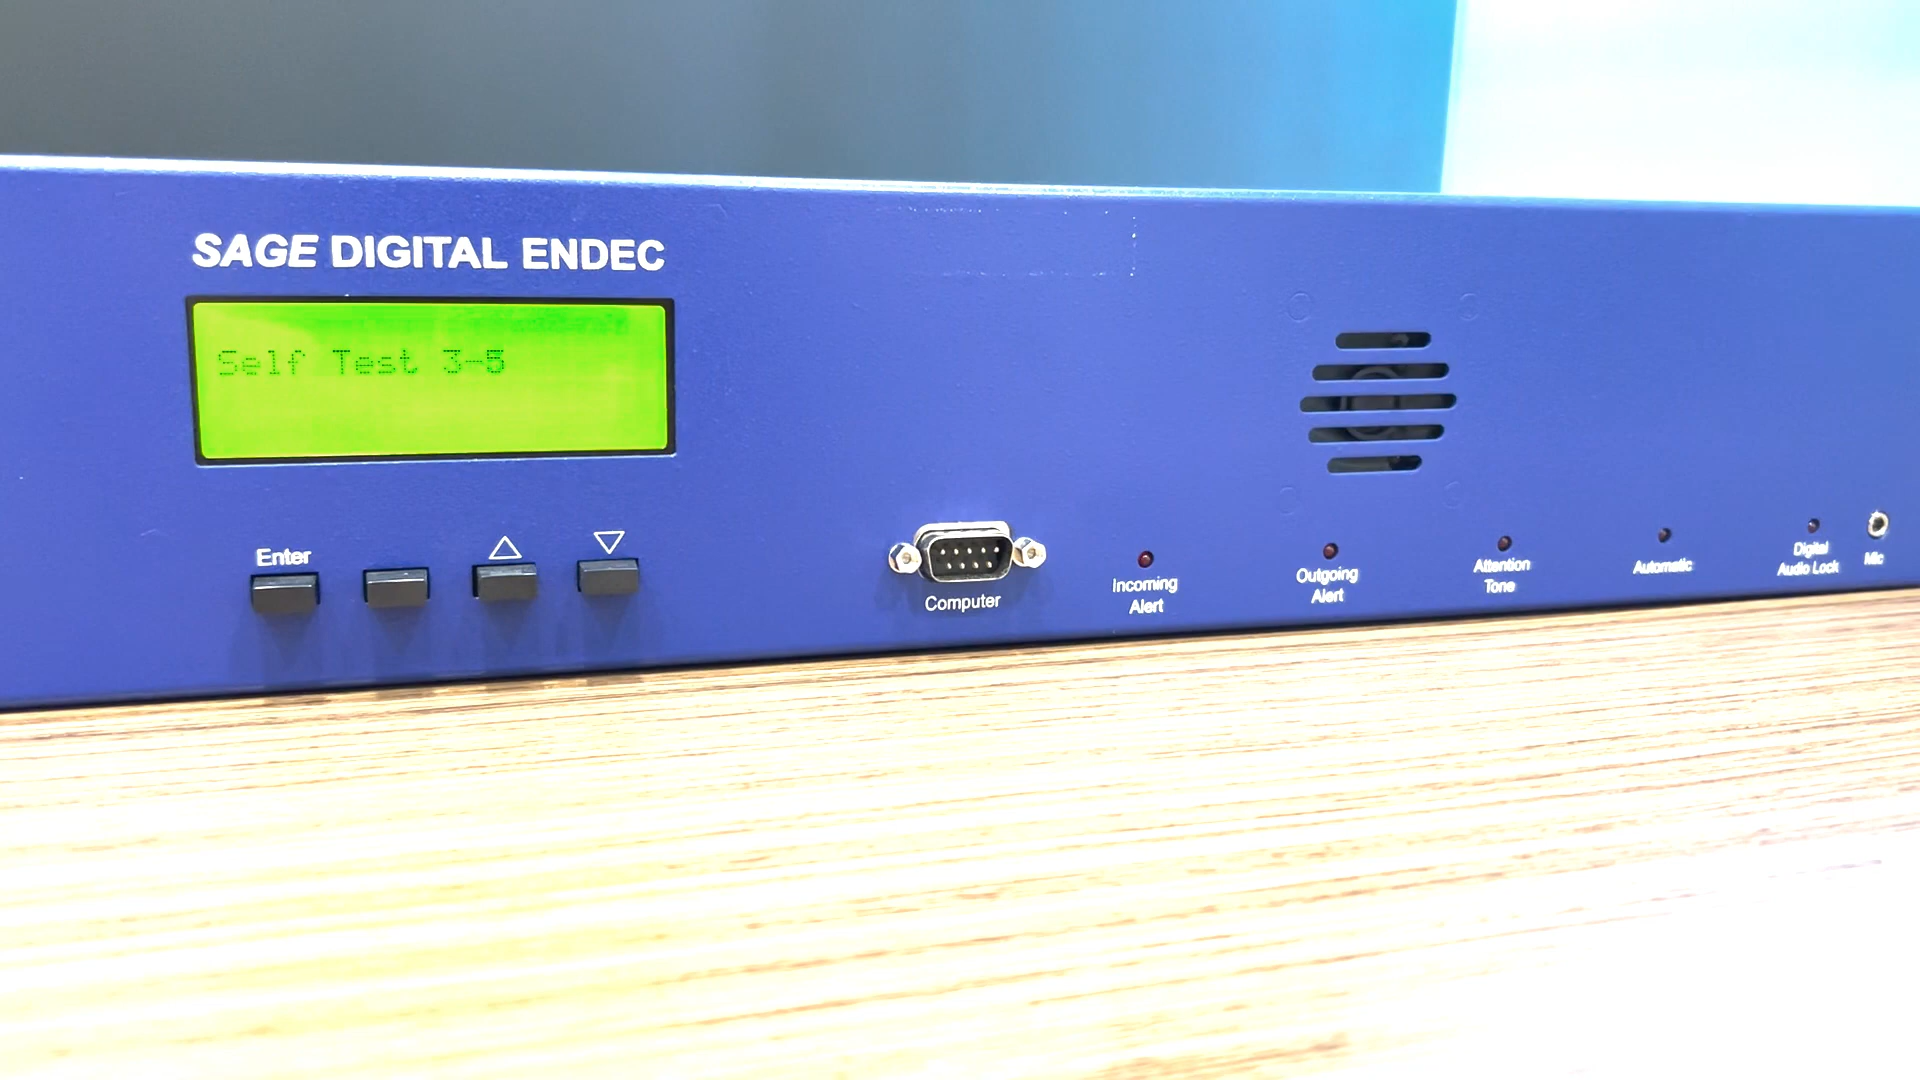 SAGE DIGITAL ENDEC
Self Test 3-5
Enter
Computer
Incoming
Alert
Outgoing
Alert
Attention
Tone
Automatic
Digital
Audio Lock
Mic